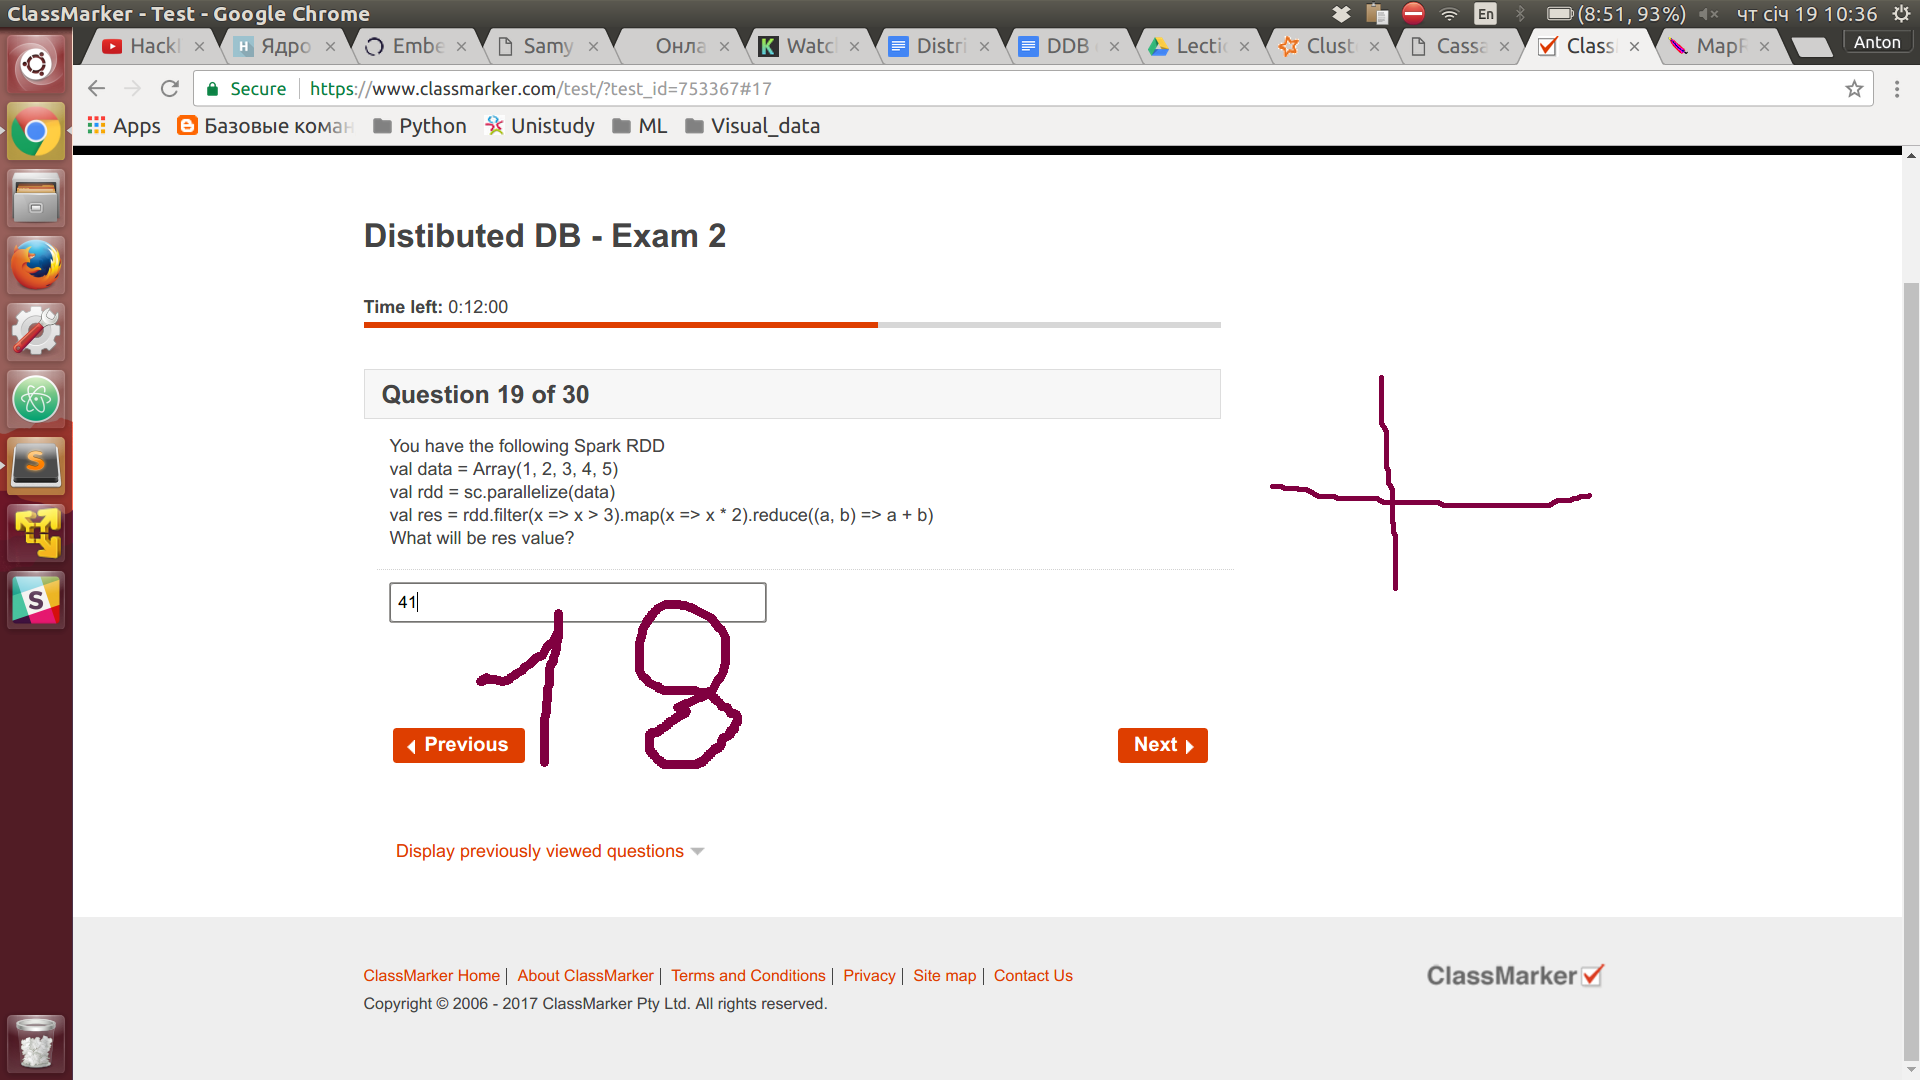 ClassMarker - Test - Google Chrome
En
(8:51, 93%)
чт січ 19 10:36
Hack
Ядро
Embe
Samy
Онла
Watc
Distri
DDB
Lecti
Clust
Cassa
Class
MapR
Anton
Secure
https://www.classmarker.com/test/?test_id=753367#17
Apps
Базовые коман
Python
Unistudy
ML
Visual_data
Distibuted DB - Exam 2
Time left: 0:12:00
Question 19 of 30
You have the following Spark RDD
val data = Array(1, 2, 3, 4, 5)
val rdd = sc.parallelize(data)
val res = rdd.filter(x => x > 3).map(x => x * 2).reduce((a, b) => a + b)
What will be res value?
41
18
Previous
Next
Display previously viewed questions
ClassMarker Home | About ClassMarker | Terms and Conditions | Privacy | Site map | Contact Us
ClassMarker
Copyright © 2006 - 2017 ClassMarker Pty Ltd. All rights reserved.